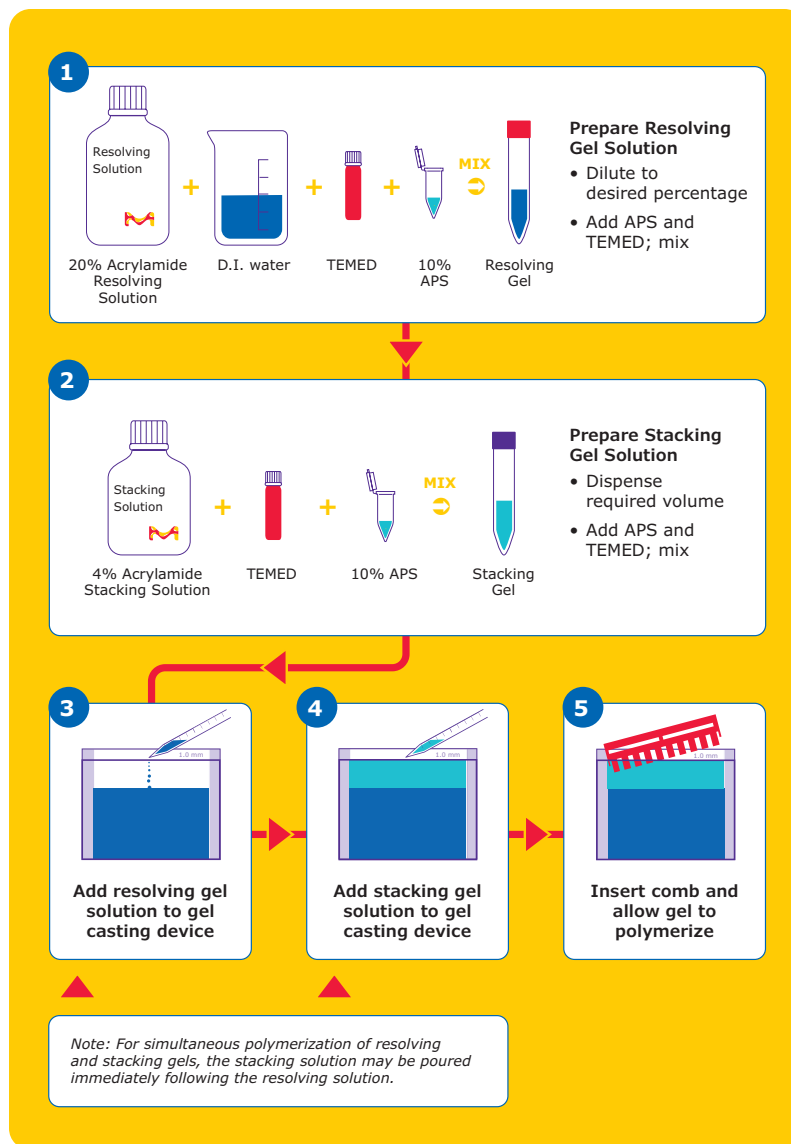 1
Resolving
Solution
MIX
20% Acrylamide
Resolving
Solution
D.I. water
TEMED
10%
APS
Resolving
Gel
Prepare Resolving
Gel Solution
• Dilute to
desired percentage
• Add APS and
TEMED; mix
2
Stacking
Solution
MIX
4% Acrylamide
Stacking Solution
TEMED
10% APS
Stacking
Gel
Prepare Stacking
Gel Solution
• Dispense
required volume
• Add APS and
TEMED; mix
3
1.0 mm
Add resolving gel
solution to gel
casting device
4
1.0 mm
Add stacking gel
solution to gel
casting device
5
1.0 mm
Insert comb and
allow gel to
polymerize
Note: For simultaneous polymerization of resolving
and stacking gels, the stacking solution may be poured
immediately following the resolving solution.